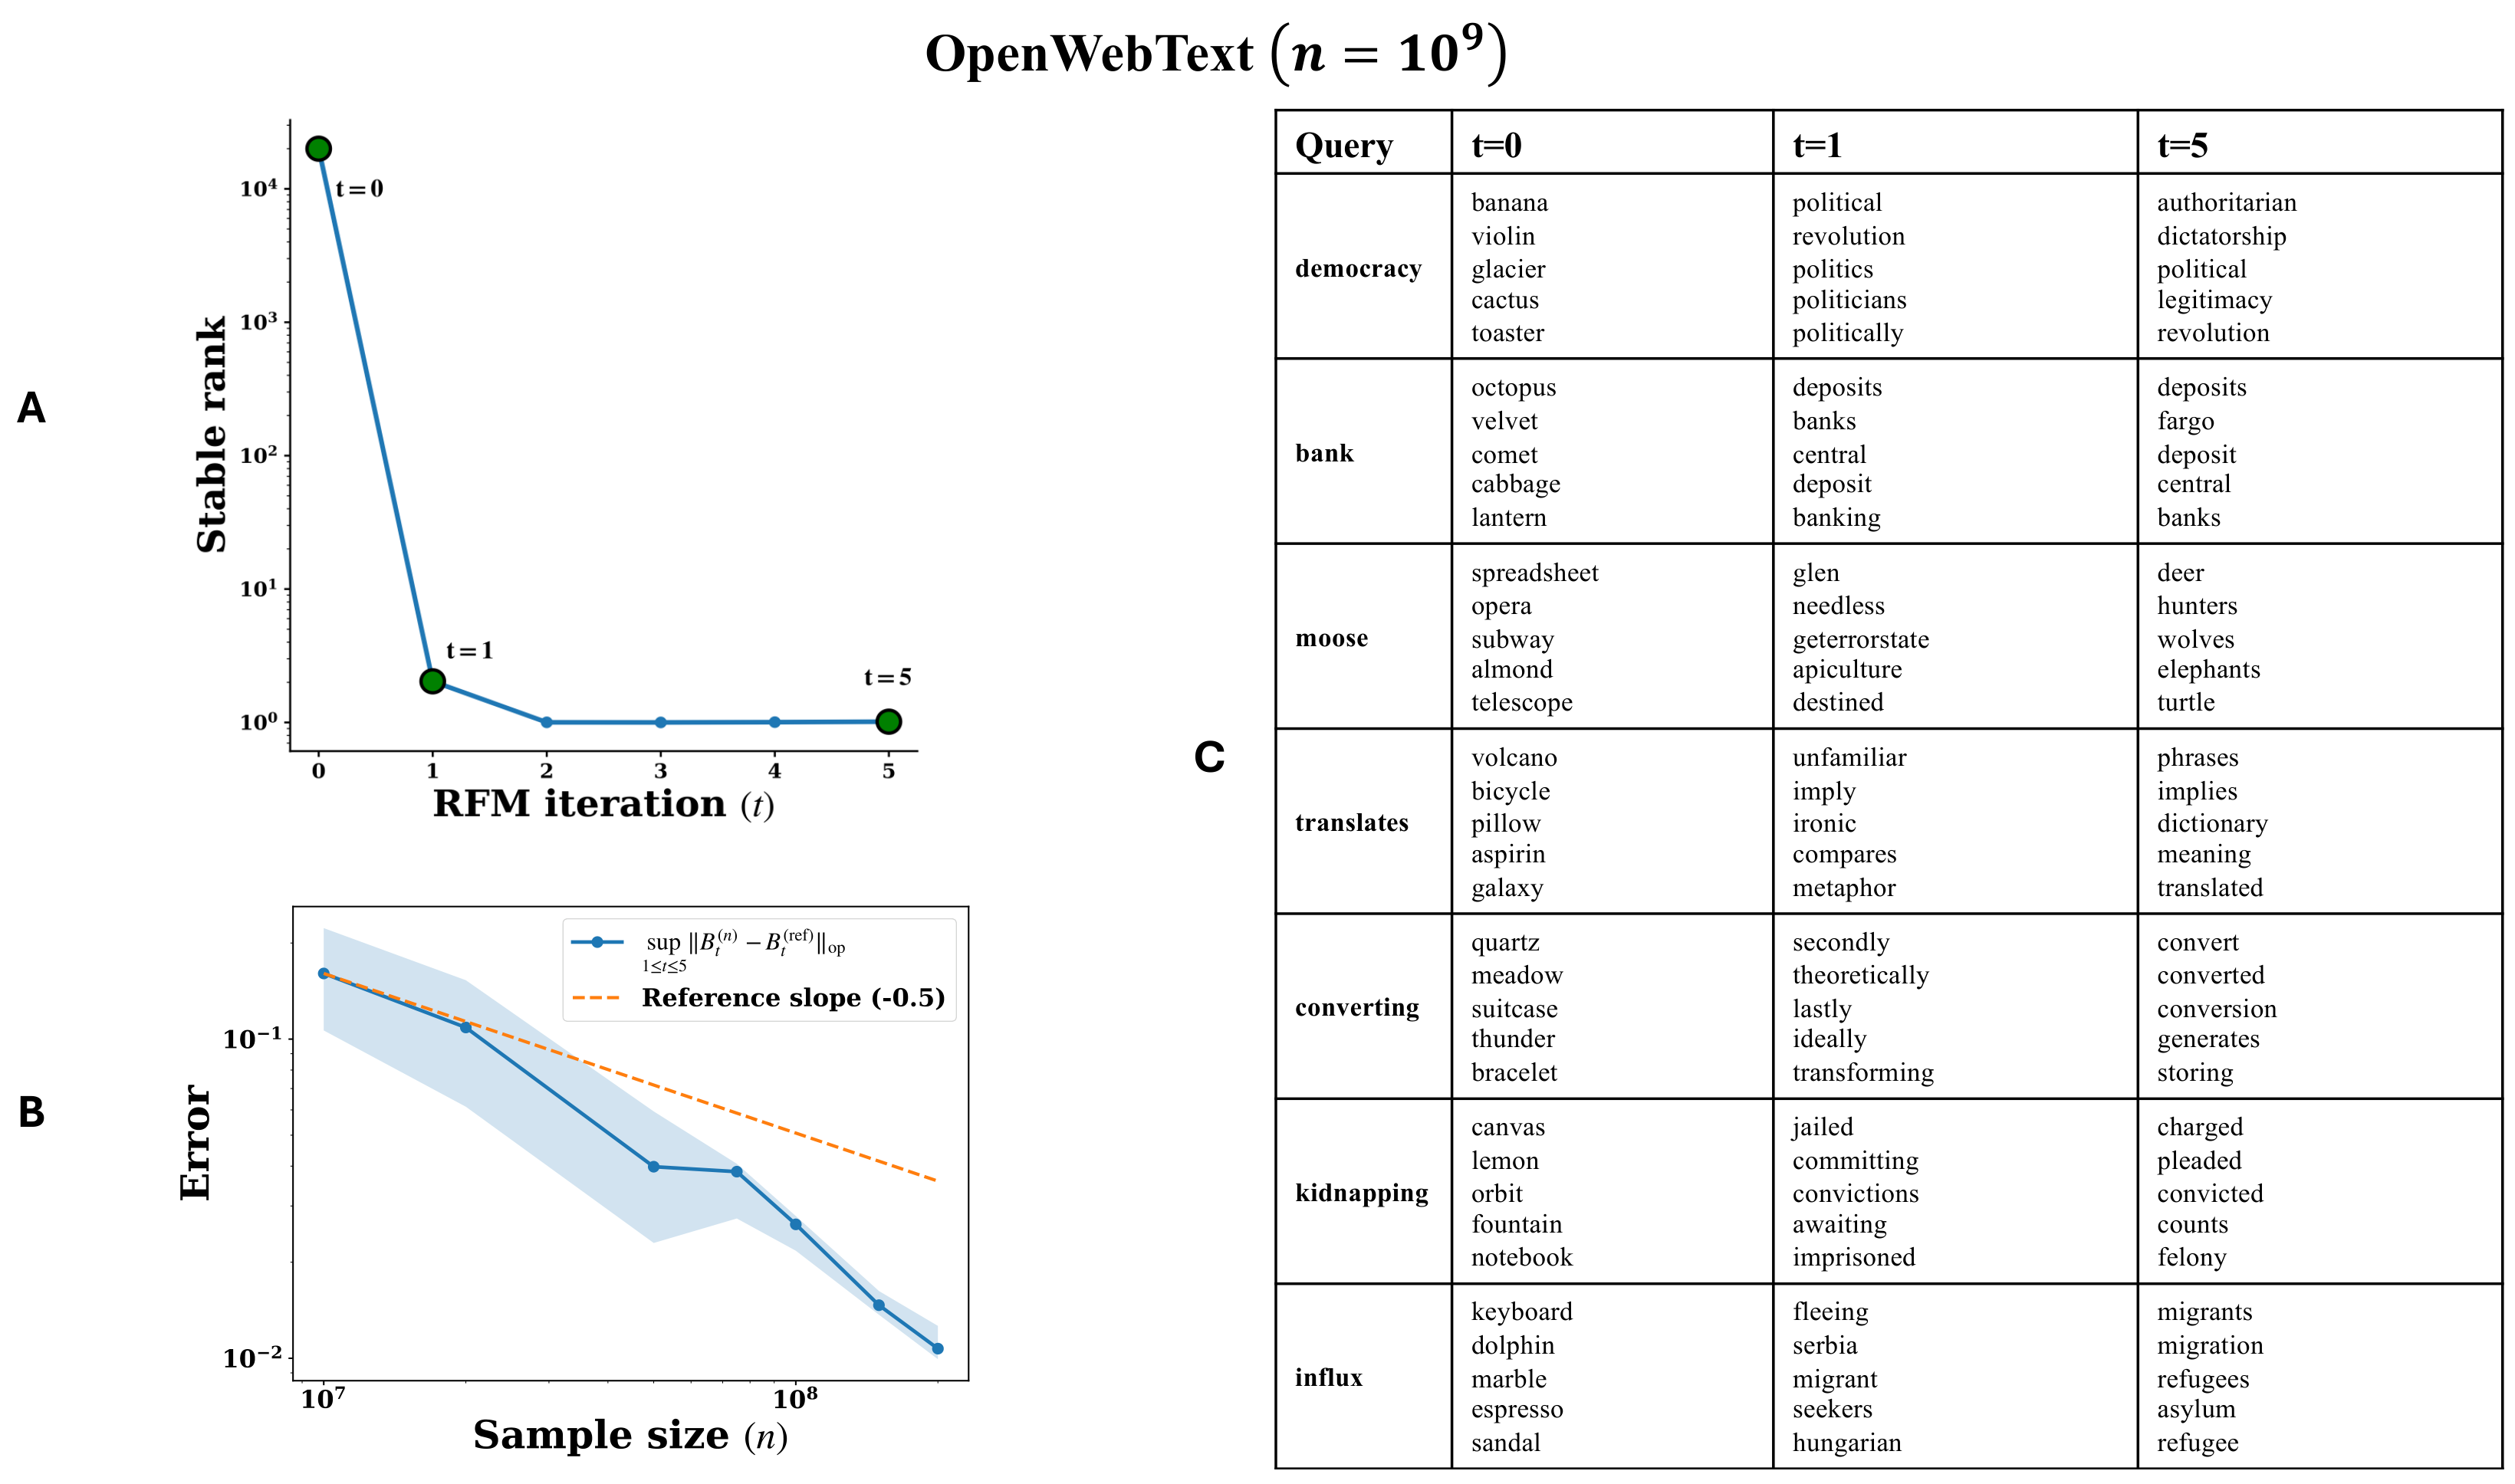 OpenWebText (n = 10⁹)
A
Stable rank
10⁴
10³
10²
10¹
10⁰
t=0
t=1
t=5
0 1 2 3 4 5
RFM iteration (t)
B
Error
10⁻¹
10⁻²
sup ‖B_t^(n) − B_t^(ref)‖_op
1≤t≤5
Reference slope (-0.5)
10⁷ 10⁸
Sample size (n)
C
Query t=0 t=1 t=5
democracy
banana political authoritarian
violin revolution dictatorship
glacier politics political
cactus politicians legitimacy
toaster politically revolution
bank
octopus deposits deposits
velvet banks fargo
comet central deposit
cabbage deposit central
lantern banking banks
moose
spreadsheet glen deer
opera needless hunters
subway geterrorstate wolves
almond apiculture elephants
telescope destined turtle
translates
volcano unfamiliar phrases
bicycle imply implies
pillow ironic dictionary
aspirin compares meaning
galaxy metaphor translated
converting
quartz secondly convert
meadow theoretically converted
suitcase lastly conversion
thunder ideally generates
bracelet transforming storing
kidnapping
canvas jailed charged
lemon committing pleaded
orbit convictions convicted
fountain awaiting counts
notebook imprisoned felony
influx
keyboard fleeing migrants
dolphin serbia migration
marble migrant refugees
espresso seekers asylum
sandal hungarian refugee